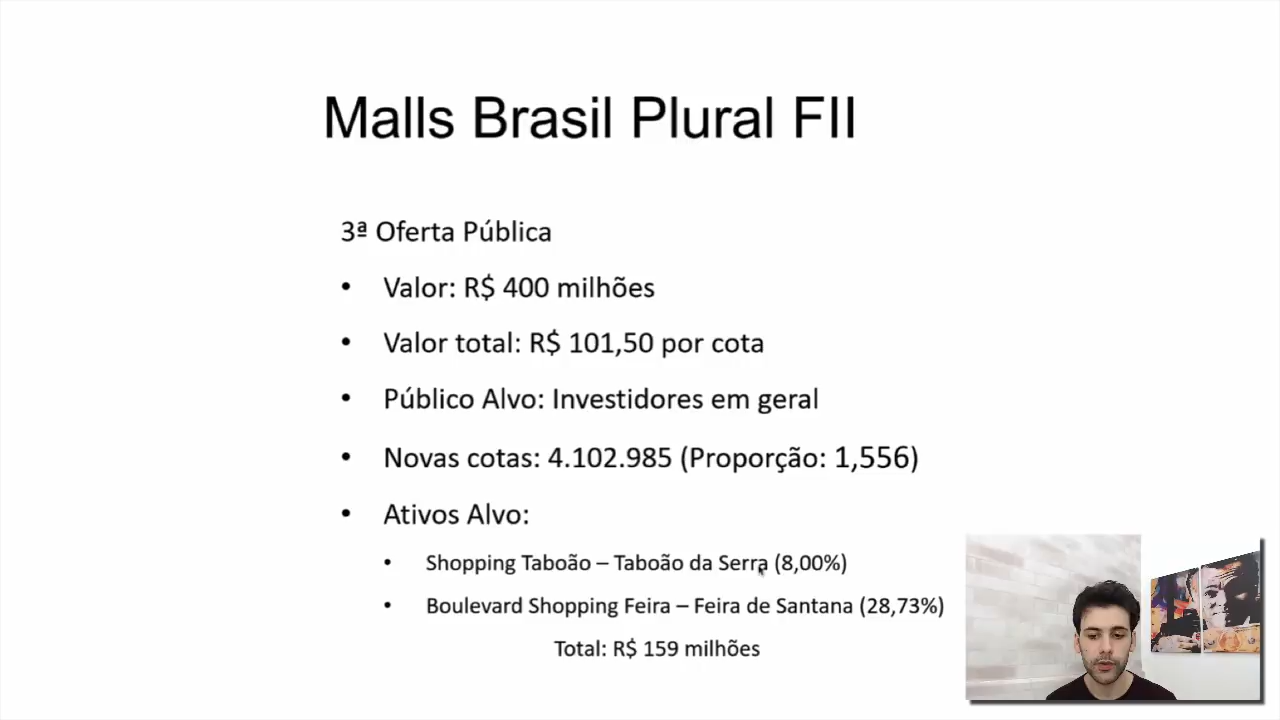 Malls Brasil Plural FII
3ª Oferta Pública
• Valor: R$ 400 milhões
• Valor total: R$ 101,50 por cota
• Público Alvo: Investidores em geral
• Novas cotas: 4.102.985 (Proporção: 1,556)
• Ativos Alvo:
• Shopping Taboão – Taboão da Serra (8,00%)
• Boulevard Shopping Feira – Feira de Santana (28,73%)
Total: R$ 159 milhões